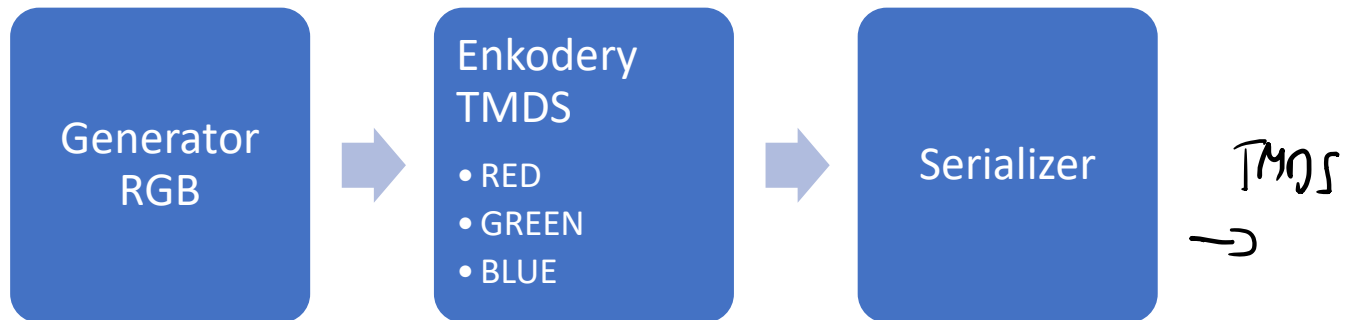 Generator
RGB
Enkodery
TMDS
• RED
• GREEN
• BLUE
Serializer
TMDS